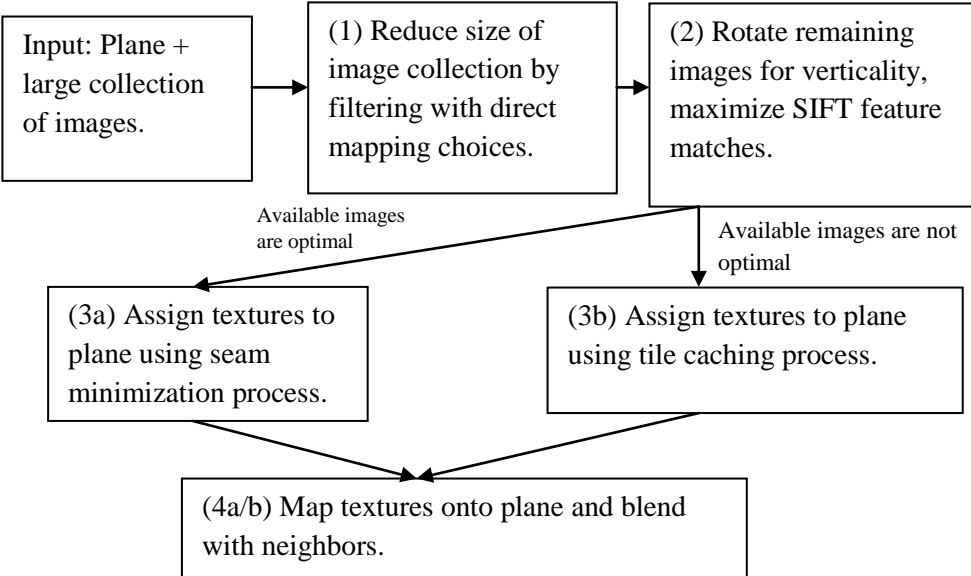 Input: Plane +
large collection
of images.
(1) Reduce size of
image collection by
filtering with direct
mapping choices.
(2) Rotate remaining
images for verticality,
maximize SIFT feature
matches.
Available images
are optimal
Available images are not
optimal
(3a) Assign textures to
plane using seam
minimization process.
(3b) Assign textures to plane
using tile caching process.
(4a/b) Map textures onto plane and blend
with neighbors.